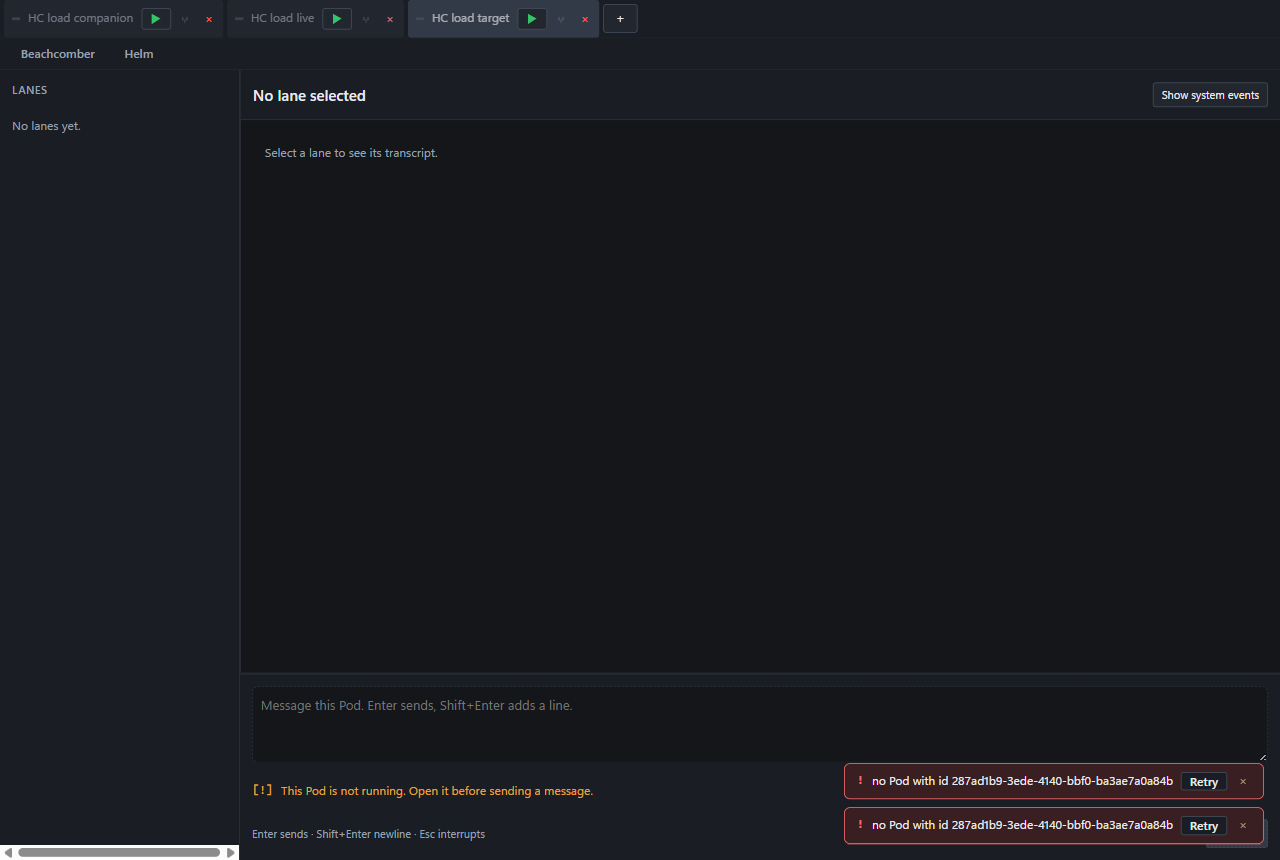 HC load companion
HC load live
HC load target
+
Beachcomber Helm
LANES
No lanes yet.
No lane selected
Show system events
Select a lane to see its transcript.
Message this Pod. Enter sends, Shift+Enter adds a line.
[!] This Pod is not running. Open it before sending a message.
Enter sends · Shift+Enter newline · Esc interrupts
! no Pod with id 287ad1b9-3ede-4140-bbf0-ba3ae7a0a84b Retry ×
! no Pod with id 287ad1b9-3ede-4140-bbf0-ba3ae7a0a84b Retry ×